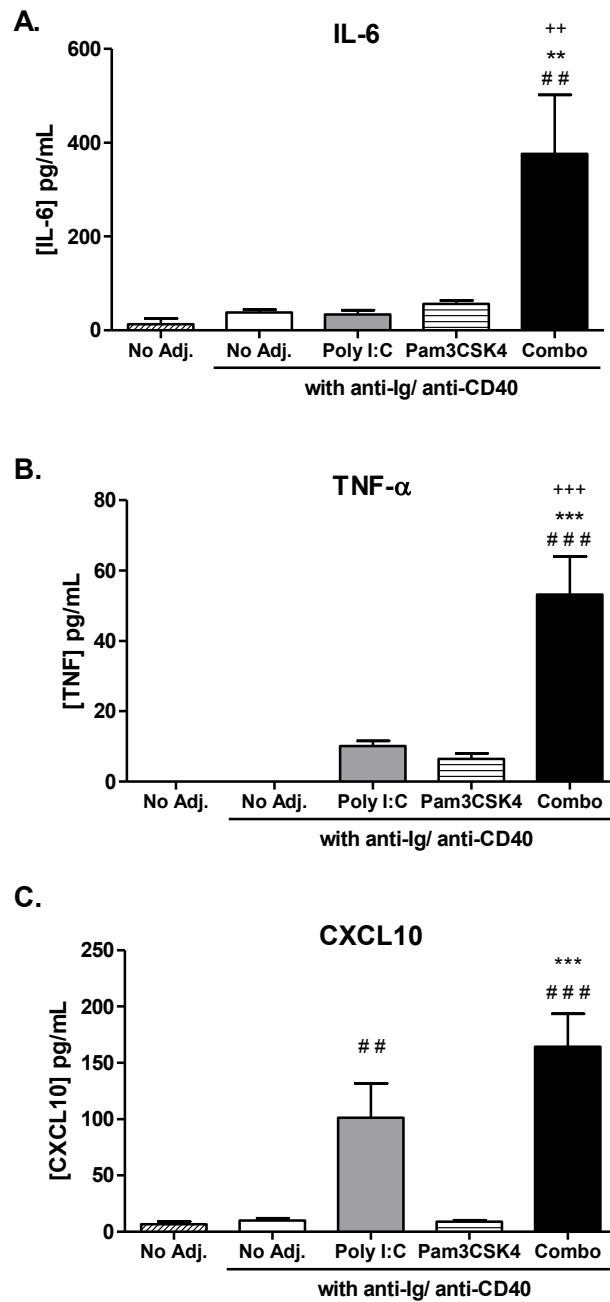 A.
IL-6
++
**
# #
600
400
200
0
[IL-6] pg/mL
No Adj. No Adj. Poly I:C Pam3CSK4 Combo
with anti-Ig/ anti-CD40
B.
TNF-α
+++
***
# # #
80
60
40
20
0
[TNF] pg/mL
No Adj. No Adj. Poly I:C Pam3CSK4 Combo
with anti-Ig/ anti-CD40
C.
CXCL10
***
# # #
# #
250
200
150
100
50
0
[CXCL10] pg/mL
No Adj. No Adj. Poly I:C Pam3CSK4 Combo
with anti-Ig/ anti-CD40